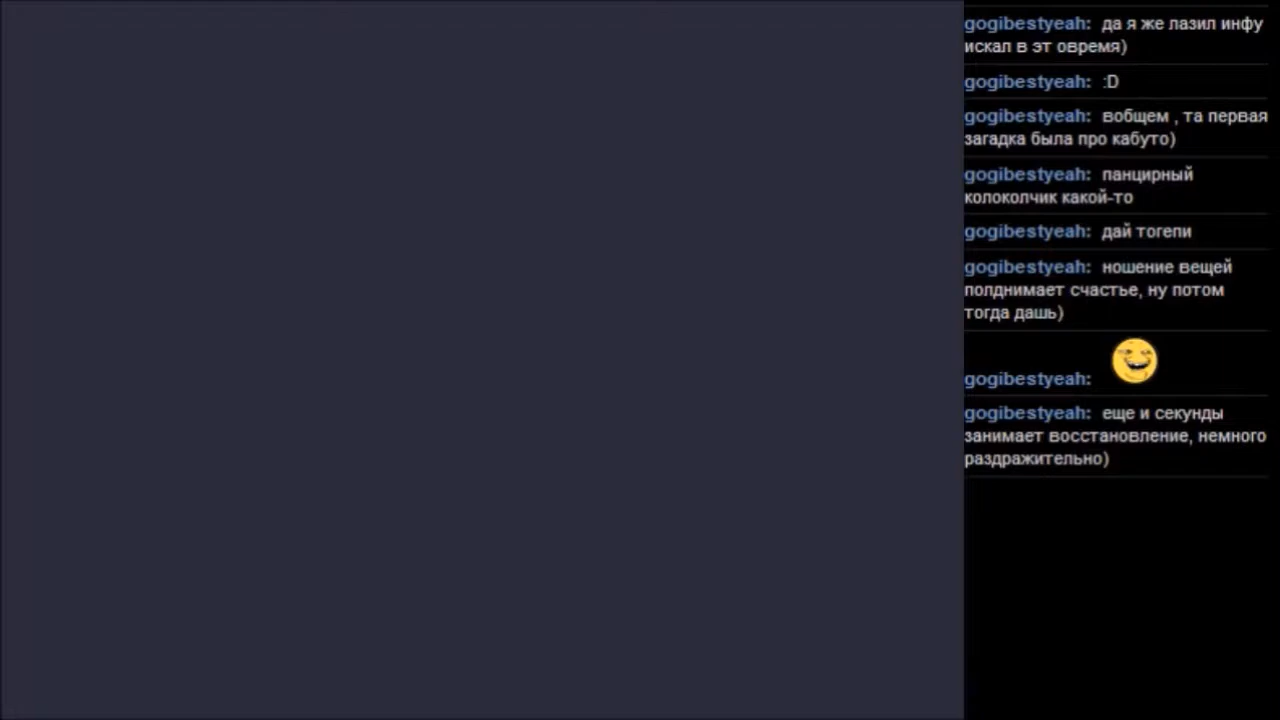 gogibestyeah: да я же лазил инфу
искал в эт овремя)
gogibestyeah: :D
gogibestyeah: вобщем , та первая
загадка была про кабуто)
gogibestyeah: панцирный
колоколчик какой-то
gogibestyeah: дай тогепи
gogibestyeah: ношение вещей
полднимает счастье, ну потом
тогда дашь)
gogibestyeah:
gogibestyeah: еще и секунды
занимает восстановление, немного
раздражительно)